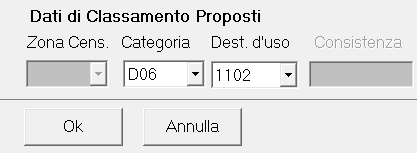 Dati di Classamento Proposti
Zona Cens. Categoria Dest. d'uso Consistenza
D06 1102
Ok Annulla